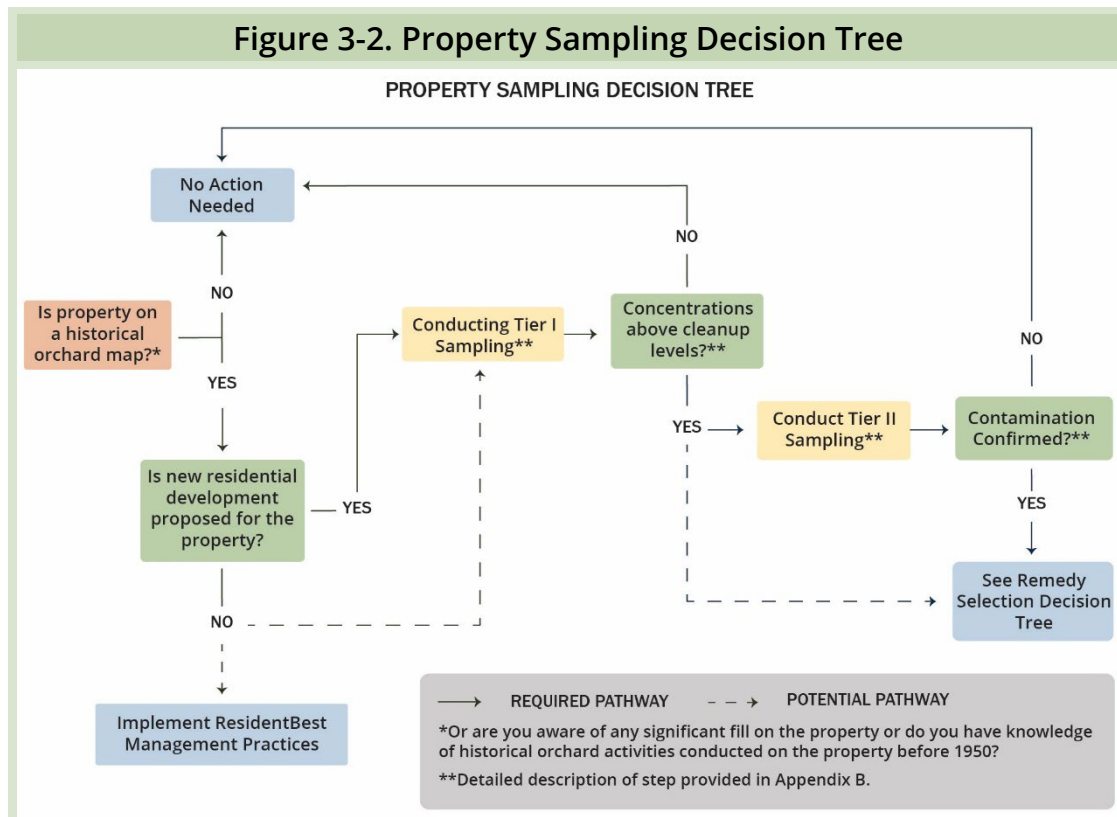 Figure 3-2. Property Sampling Decision Tree
PROPERTY SAMPLING DECISION TREE
No Action
Needed
NO
NO
Is property on
a historical
orchard map?*
Conducting Tier I
Sampling**
Concentrations
above cleanup
levels?**
NO
YES
YES
Conduct Tier II
Sampling**
Contamination
Confirmed?**
Is new residential
development
proposed for the
property?
YES
YES
NO
See Remedy
Selection Decision
Tree
Implement ResidentBest
Management Practices
REQUIRED PATHWAY
POTENTIAL PATHWAY
*Or are you aware of any significant fill on the property or do you have knowledge
of historical orchard activities conducted on the property before 1950?
**Detailed description of step provided in Appendix B.